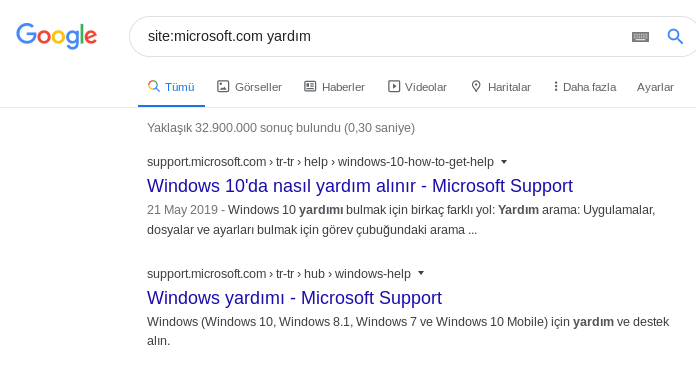 Google
site:microsoft.com yardım
Tümü Görseller Haberler Videolar Haritalar Daha fazla Ayarlar
Yaklaşık 32.900.000 sonuç bulundu (0,30 saniye)
support.microsoft.com › tr-tr › help › windows-10-how-to-get-help
Windows 10'da nasıl yardım alınır - Microsoft Support
21 May 2019 - Windows 10 yardımı bulmak için birkaç farklı yol: Yardım arama: Uygulamalar,
dosyalar ve ayarları bulmak için görev çubuğundaki arama ...
support.microsoft.com › tr-tr › hub › windows-help
Windows yardımı - Microsoft Support
Windows (Windows 10, Windows 8.1, Windows 7 ve Windows 10 Mobile) için yardım ve destek
alın.